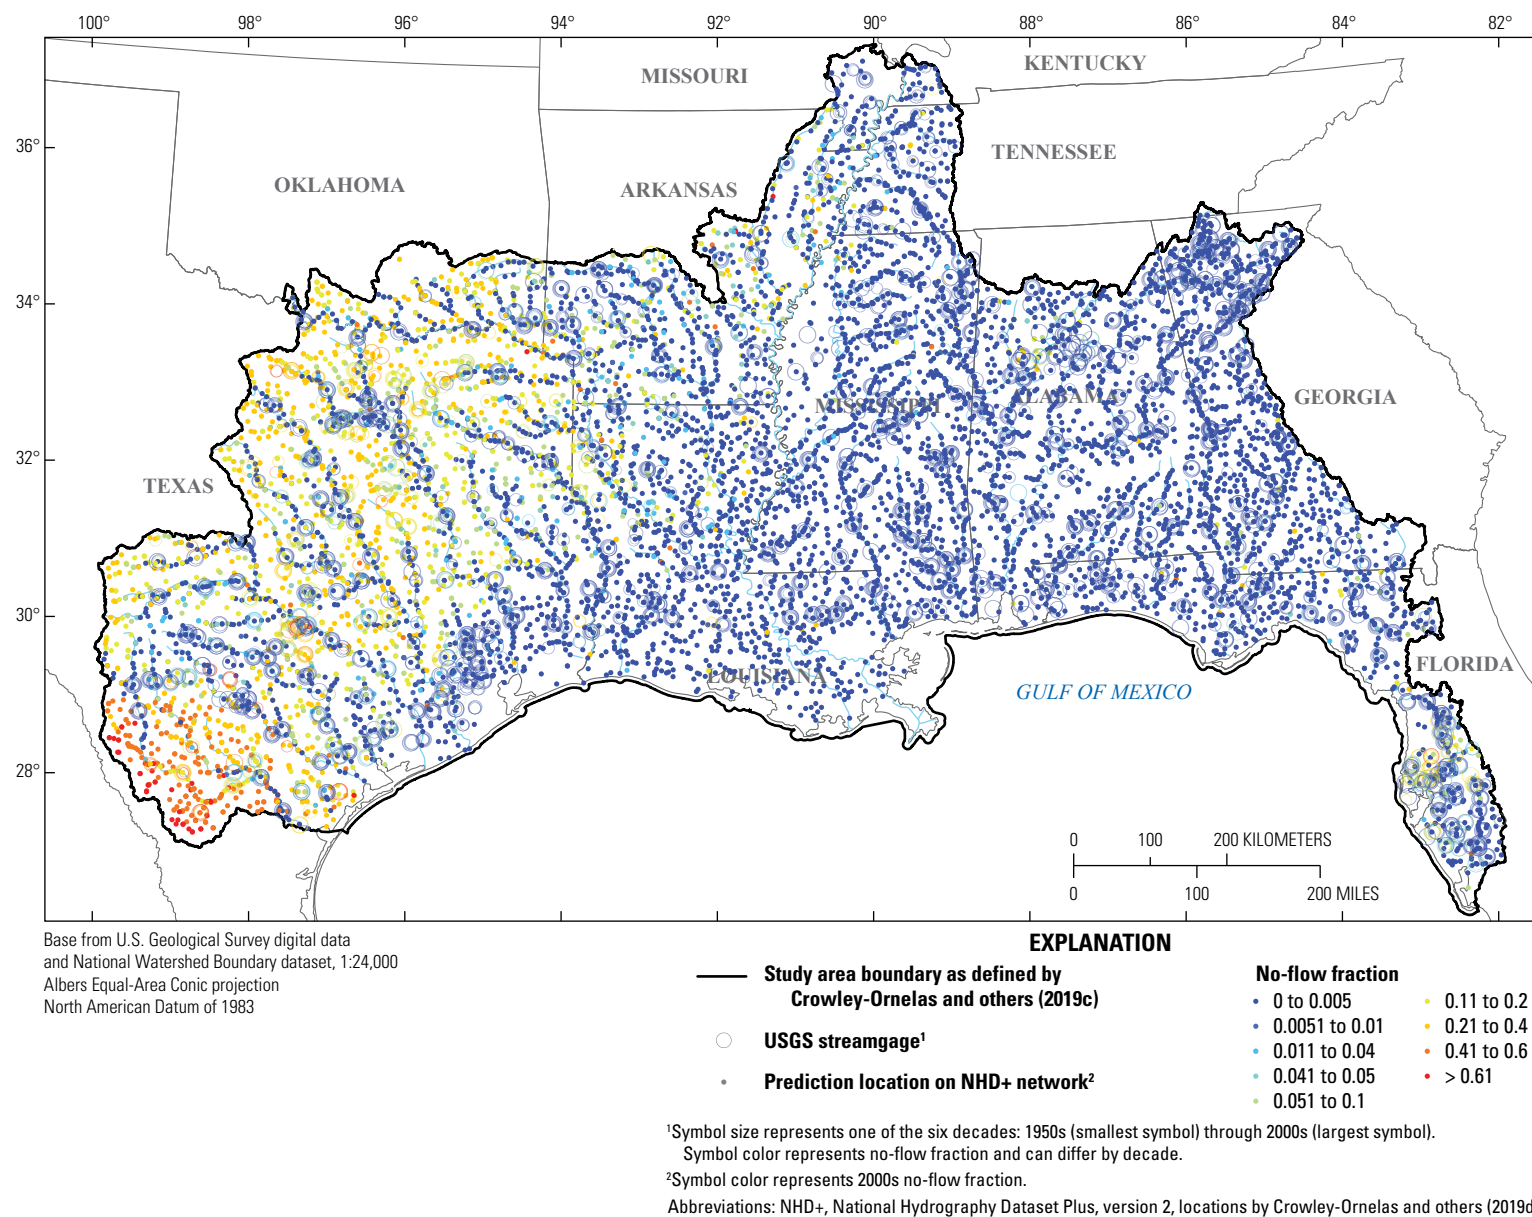 100° 98° 96° 94° 92° 90° 88° 86° 84° 82°
MISSOURI
KENTUCKY
36°
TENNESSEE
OKLAHOMA
ARKANSAS
34°
GEORGIA
MISSISSIPPI
ALABAMA
32°
TEXAS
30°
FLORIDA
LOUISIANA
GULF OF MEXICO
28°
0 100 200 KILOMETERS
0 100 200 MILES
Base from U.S. Geological Survey digital data
and National Watershed Boundary dataset, 1:24,000
Albers Equal-Area Conic projection
North American Datum of 1983
EXPLANATION
Study area boundary as defined by
Crowley-Ornelas and others (2019c)
USGS streamgage1
Prediction location on NHD+ network2
No-flow fraction
0 to 0.005
0.0051 to 0.01
0.011 to 0.04
0.041 to 0.05
0.051 to 0.1
0.11 to 0.2
0.21 to 0.4
0.41 to 0.6
> 0.61
1Symbol size represents one of the six decades: 1950s (smallest symbol) through 2000s (largest symbol).
Symbol color represents no-flow fraction and can differ by decade.
2Symbol color represents 2000s no-flow fraction.
Abbreviations: NHD+, National Hydrography Dataset Plus, version 2, locations by Crowley-Ornelas and others (2019d